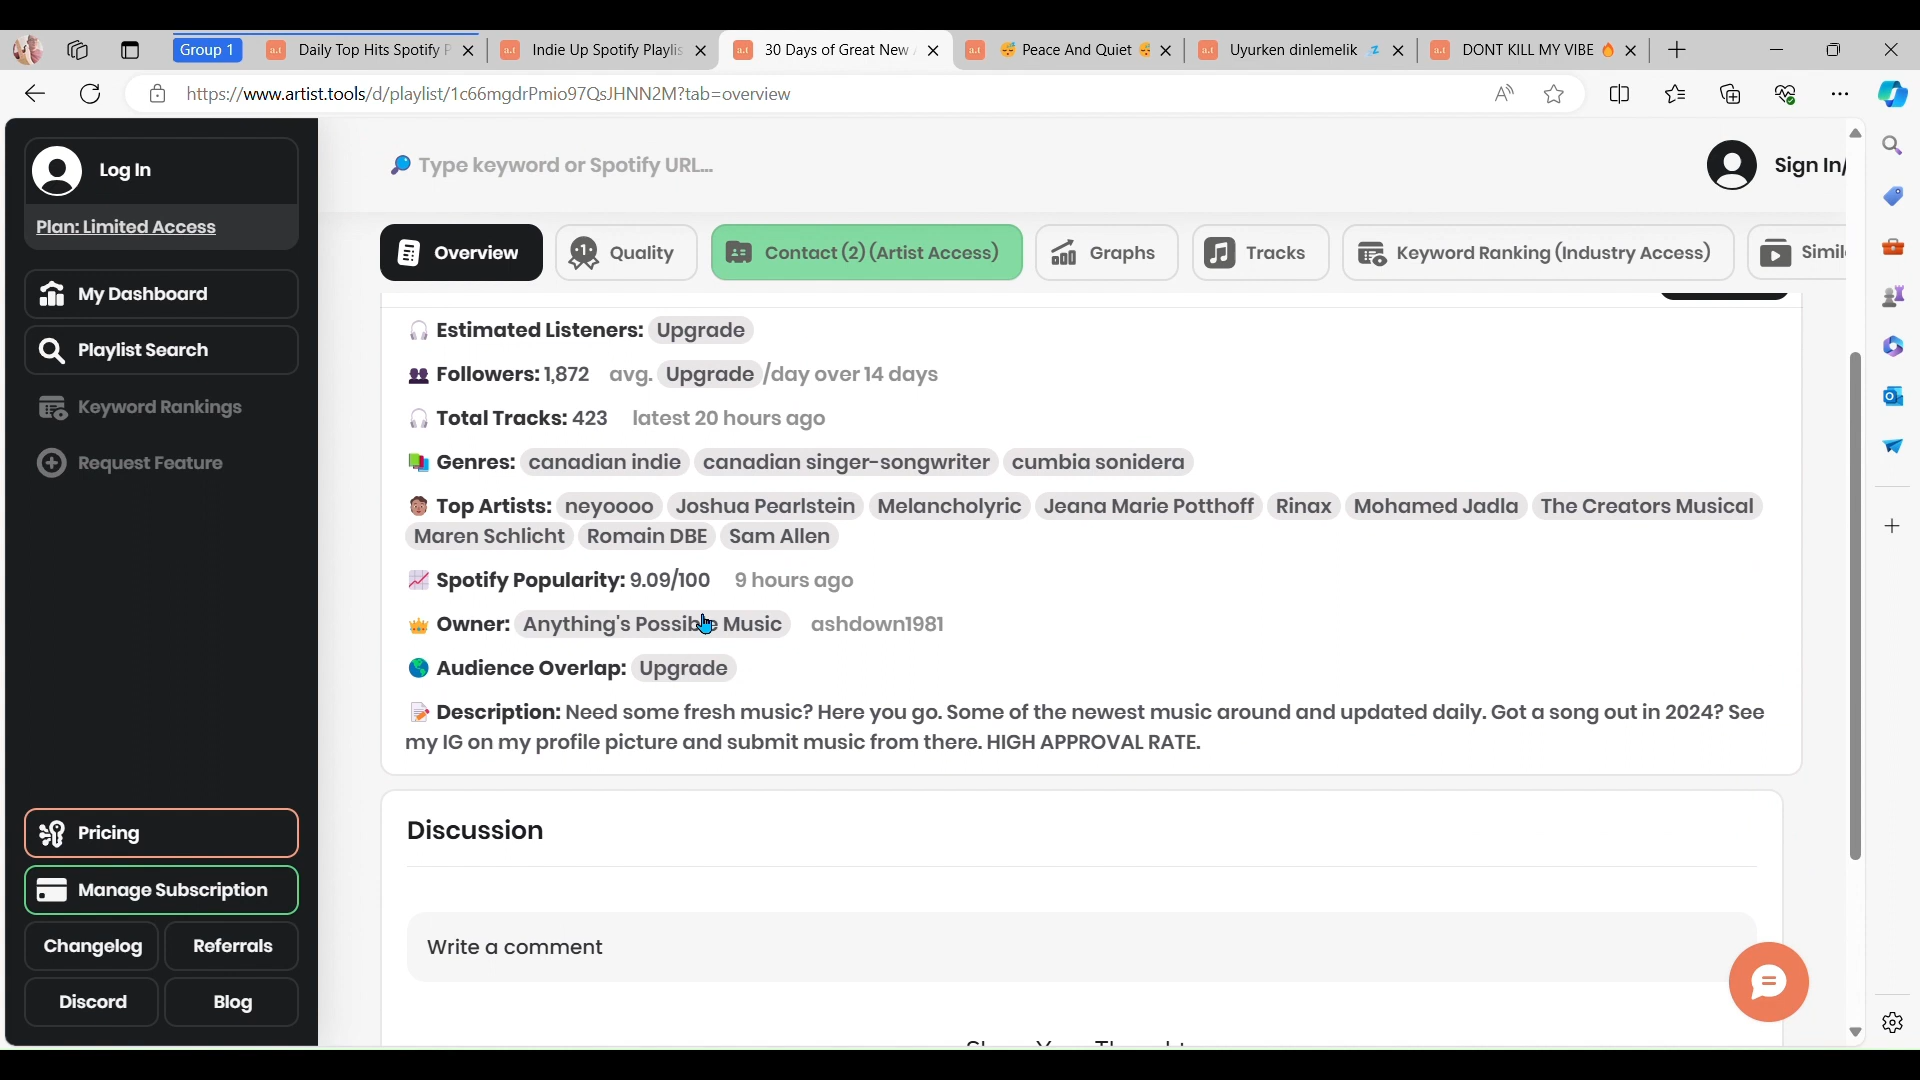 Group 1
Daily Top Hits Spotify P
Indie Up Spotify Playlis
30 Days of Great New
Peace And Quiet
Uyurken dinlemelik
DONT KILL MY VIBE
https://www.artist.tools/d/playlist/1c66mgdrPmio97QsJHNN2M?tab=overview
Log In
Plan: Limited Access
My Dashboard
Playlist Search
Keyword Rankings
Request Feature
Pricing
Manage Subscription
Changelog Referrals
Discord Blog
Type keyword or Spotify URL...
Sign In/
Overview Quality Contact (2) (Artist Access) Graphs Tracks Keyword Ranking (Industry Access) Simil
Estimated Listeners: Upgrade
Followers: 1,872 avg. Upgrade /day over 14 days
Total Tracks: 423 latest 20 hours ago
Genres: canadian indie canadian singer-songwriter cumbia sonidera
Top Artists: neyoooo Joshua Pearlstein Melancholyric Jeana Marie Potthoff Rinax Mohamed Jadla The Creators Musical
Maren Schlicht Romain DBE Sam Allen
Spotify Popularity: 9.09/100 9 hours ago
Owner: Anything's Possible Music ashdown1981
Audience Overlap: Upgrade
Description: Need some fresh music? Here you go. Some of the newest music around and updated daily. Got a song out in 2024? See
my IG on my profile picture and submit music from there. HIGH APPROVAL RATE.
Discussion
Write a comment